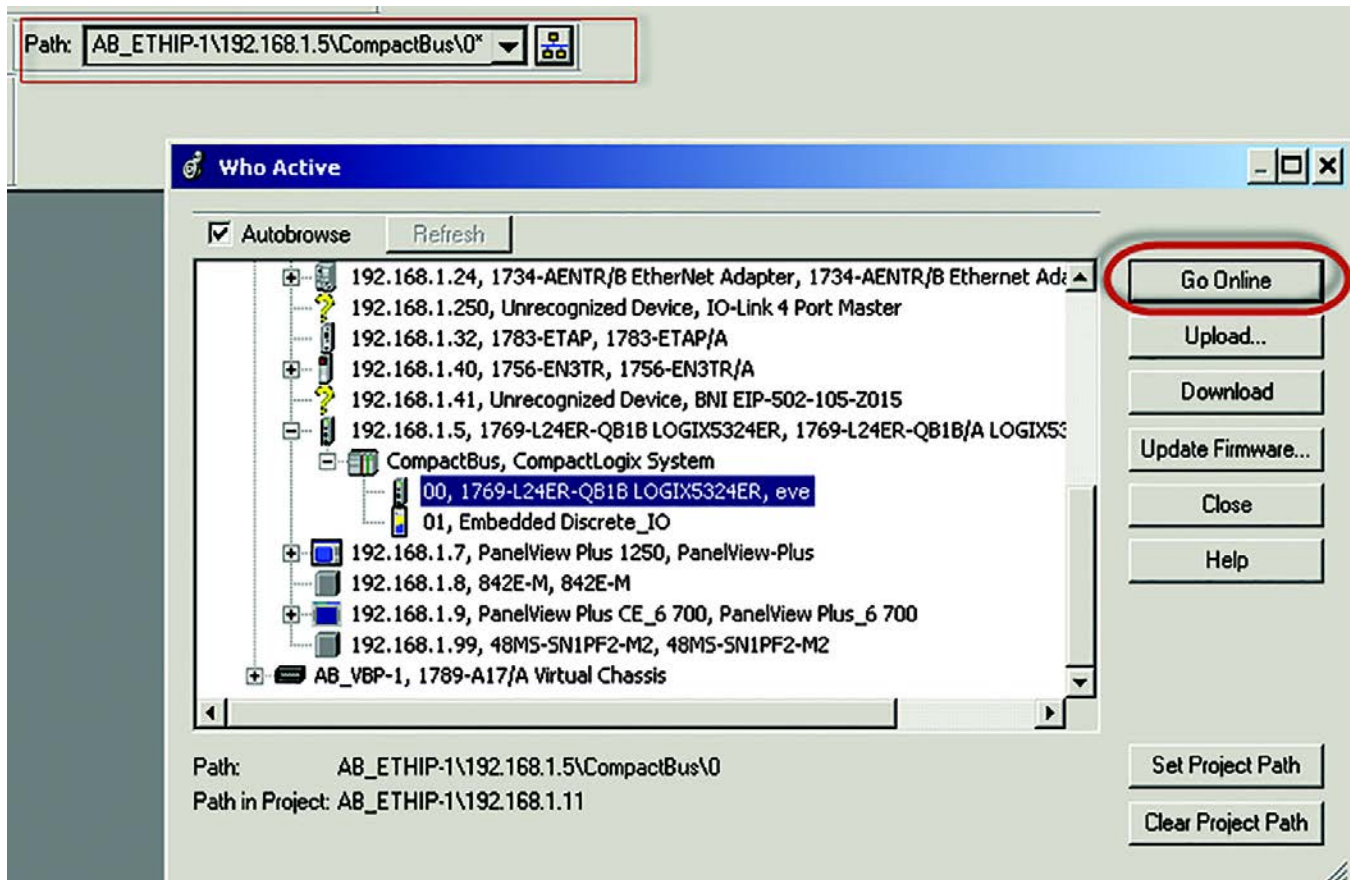 Path: AB_ETHIP-1\192.168.1.5\CompactBus\0*
Who Active
Autobrowse Refresh
192.168.1.24, 1734-AENTR/B EtherNet Adapter, 1734-AENTR/B Ethernet Ada
192.168.1.250, Unrecognized Device, IO-Link 4 Port Master
192.168.1.32, 1783-ETAP, 1783-ETAP/A
192.168.1.40, 1756-EN3TR, 1756-EN3TR/A
192.168.1.41, Unrecognized Device, BNI EIP-502-105-Z015
192.168.1.5, 1769-L24ER-QB1B LOGIX5324ER, 1769-L24ER-QB1B/A LOGIX53
CompactBus, CompactLogix System
00, 1769-L24ER-QB1B LOGIX5324ER, eve
01, Embedded Discrete_IO
192.168.1.7, PanelView Plus 1250, PanelView-Plus
192.168.1.8, 842E-M, 842E-M
192.168.1.9, PanelView Plus CE_6 700, PanelView Plus_6 700
192.168.1.99, 48MS-SN1PF2-M2, 48MS-SN1PF2-M2
AB_VBP-1, 1789-A17/A Virtual Chassis
Go Online
Upload...
Download
Update Firmware...
Close
Help
Path: AB_ETHIP-1\192.168.1.5\CompactBus\0
Path in Project: AB_ETHIP-1\192.168.1.11
Set Project Path
Clear Project Path